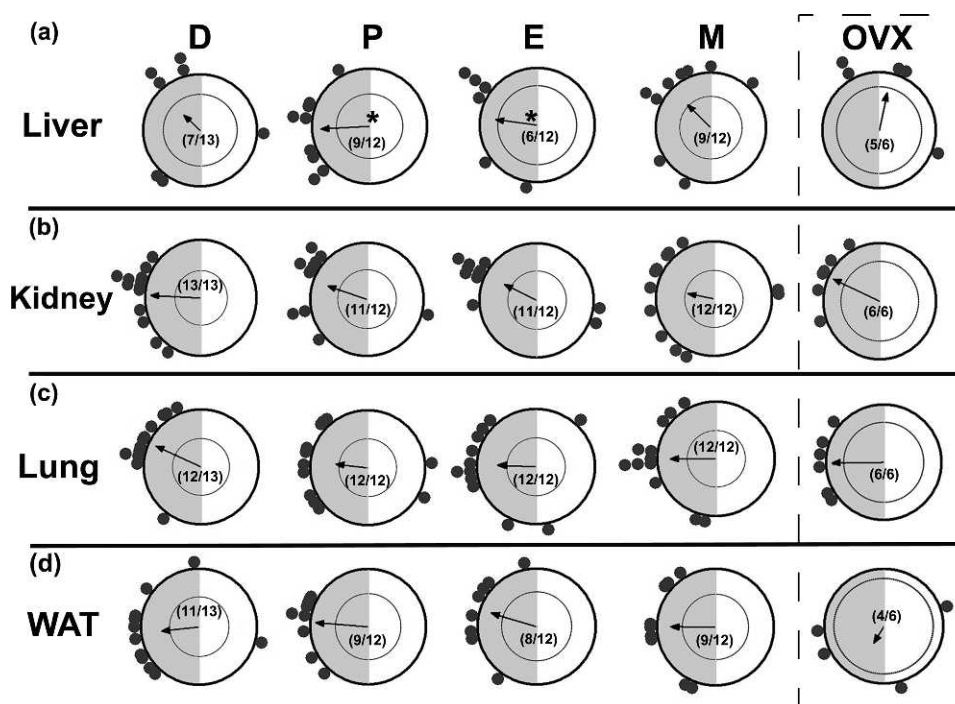 (a) D P E M OVX
Liver (7/13) * (9/12) * (6/12) (9/12) (5/6)
(b)
Kidney (13/13) (11/12) (11/12) (12/12) (6/6)
(c)
Lung (12/13) (12/12) (12/12) (12/12) (6/6)
(d)
WAT (11/13) (9/12) (8/12) (9/12) (4/6)